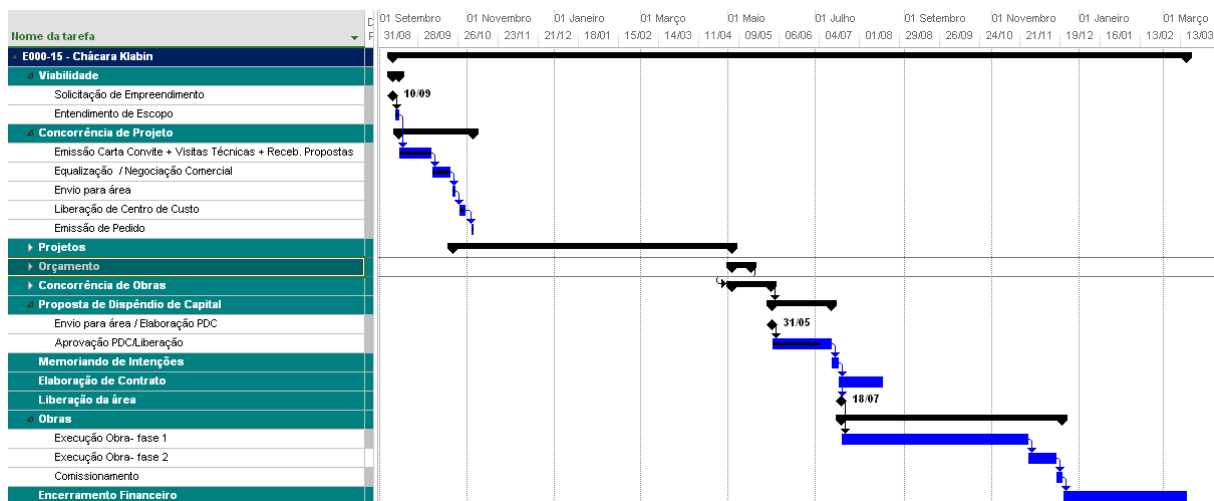 D
01 Setembro 01 Novembro 01 Janeiro 01 Março 01 Maio 01 Julho 01 Setembro 01 Novembro 01 Janeiro 01 Março
Nome da tarefa
31/08 28/09 26/10 23/11 21/12 18/01 15/02 14/03 11/04 09/05 06/06 04/07 01/08 29/08 26/09 24/10 21/11 19/12 16/01 13/02 13/03
E000-15 - Chácara Klabin
Viabilidade
Solicitação de Empreendimento 10/09
Entendimento de Escopo
Concorrência de Projeto
Emissão Carta Convite + Visitas Técnicas + Receb. Propostas
Equalização / Negociação Comercial
Envio para área
Liberação de Centro de Custo
Emissão de Pedido
Projetos
Orçamento
Concorrência de Obras
Proposta de Dispêndio de Capital
Envio para área / Elaboração PDC 31/05
Aprovação PDC/Liberação
Memoriando de Intenções
Elaboração de Contrato
Liberação da área 18/07
Obras
Execução Obra- fase 1
Execução Obra- fase 2
Comissionamento
Encerramento Financeiro